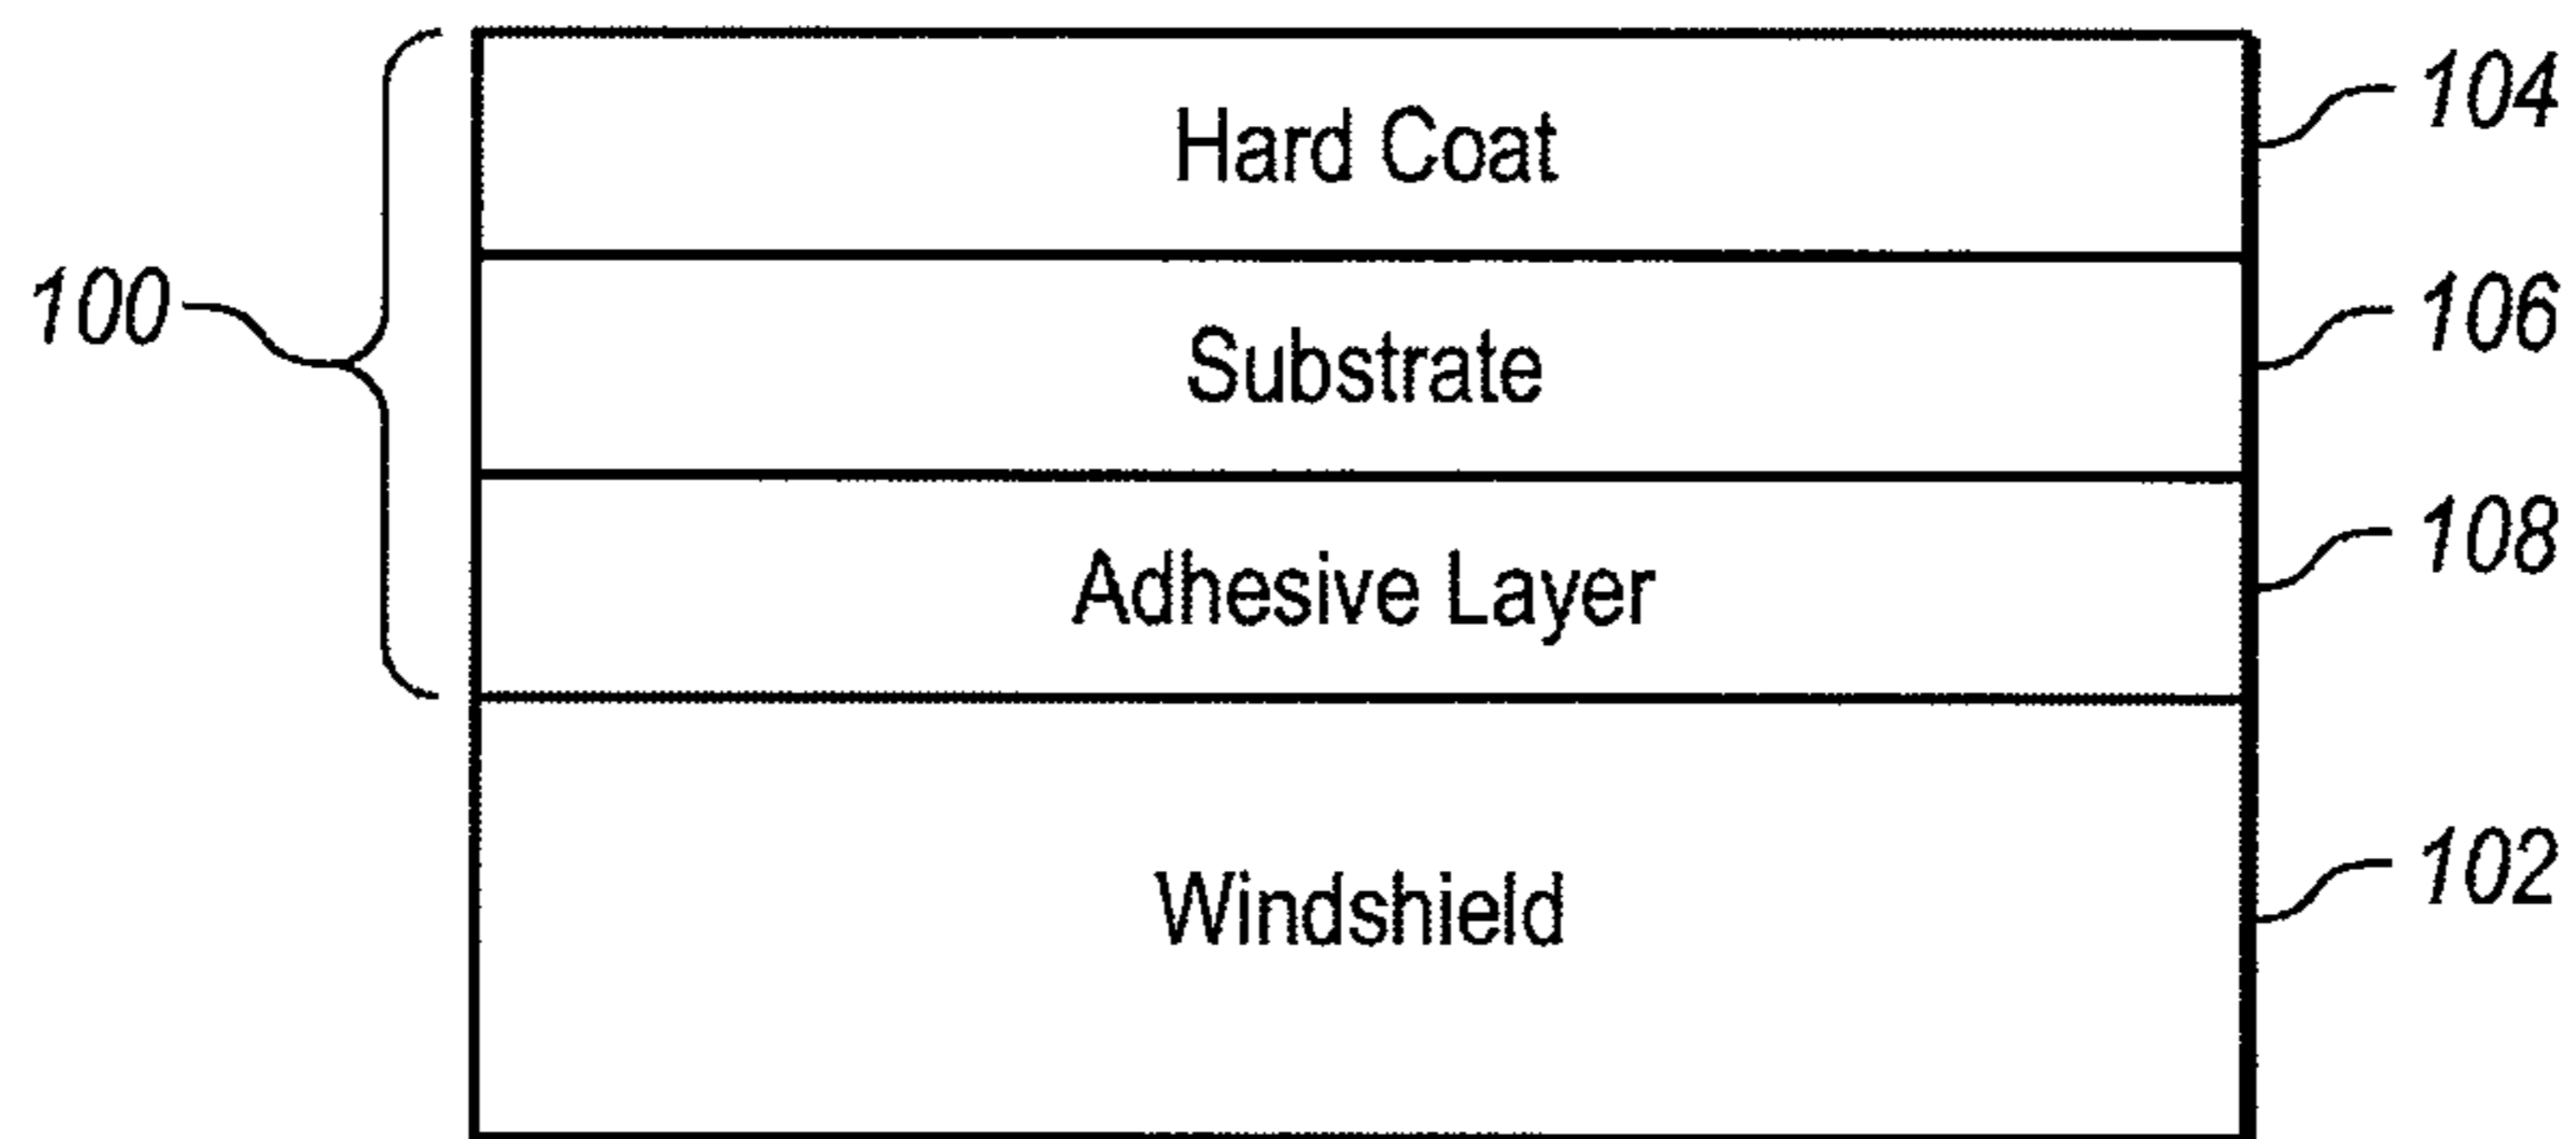 Hard Coat
104
100
Substrate
106
Adhesive Layer
108
Windshield
102